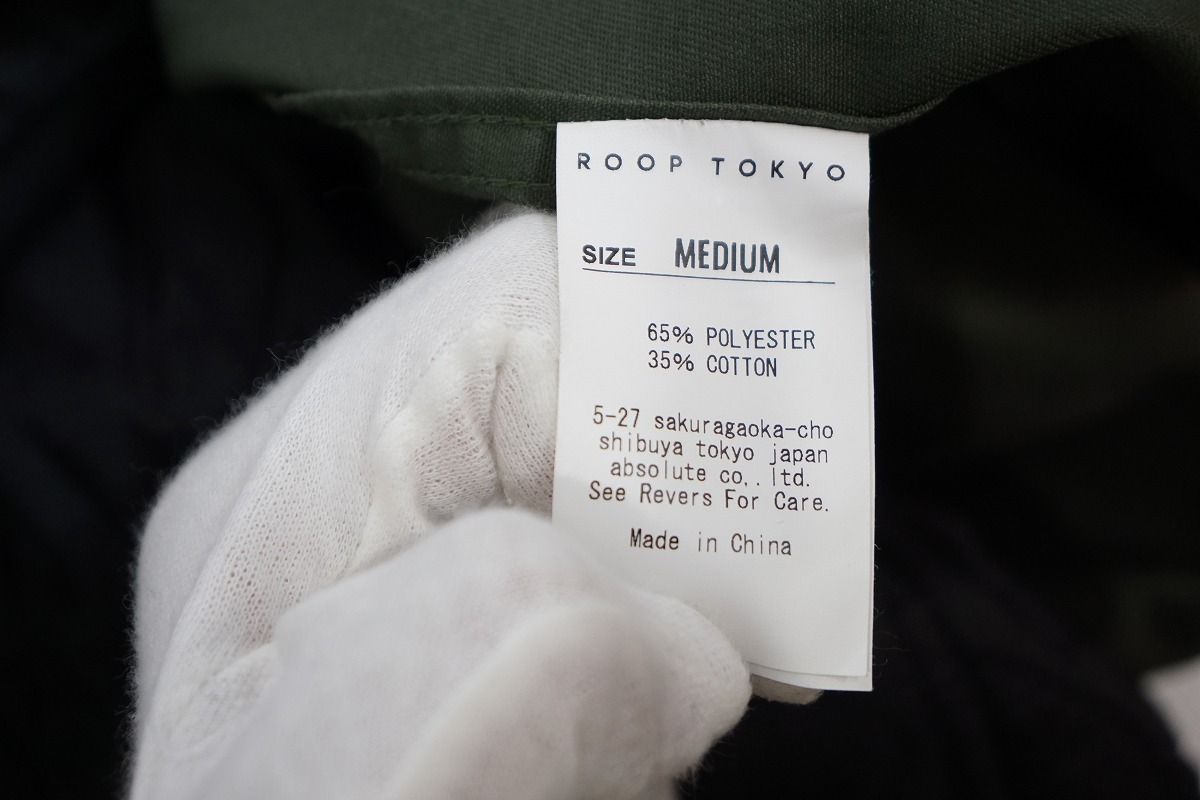 ROOP TOKYO
SIZE MEDIUM
65% POLYESTER
35% COTTON
5-27 sakuragaoka-cho
shibuya tokyo japan
absolute co,.ltd.
See Revers For Care.
Made in China